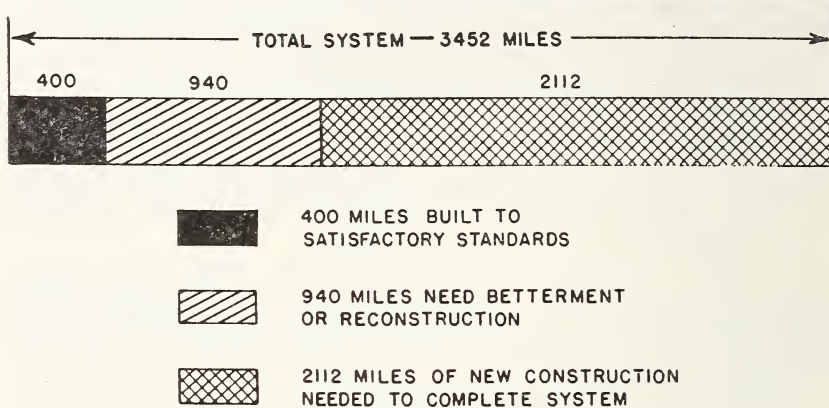 TOTAL SYSTEM — 3452 MILES
400 940 2112
400 MILES BUILT TO
SATISFACTORY STANDARDS
940 MILES NEED BETTERMENT
OR RECONSTRUCTION
2112 MILES OF NEW CONSTRUCTION
NEEDED TO COMPLETE SYSTEM